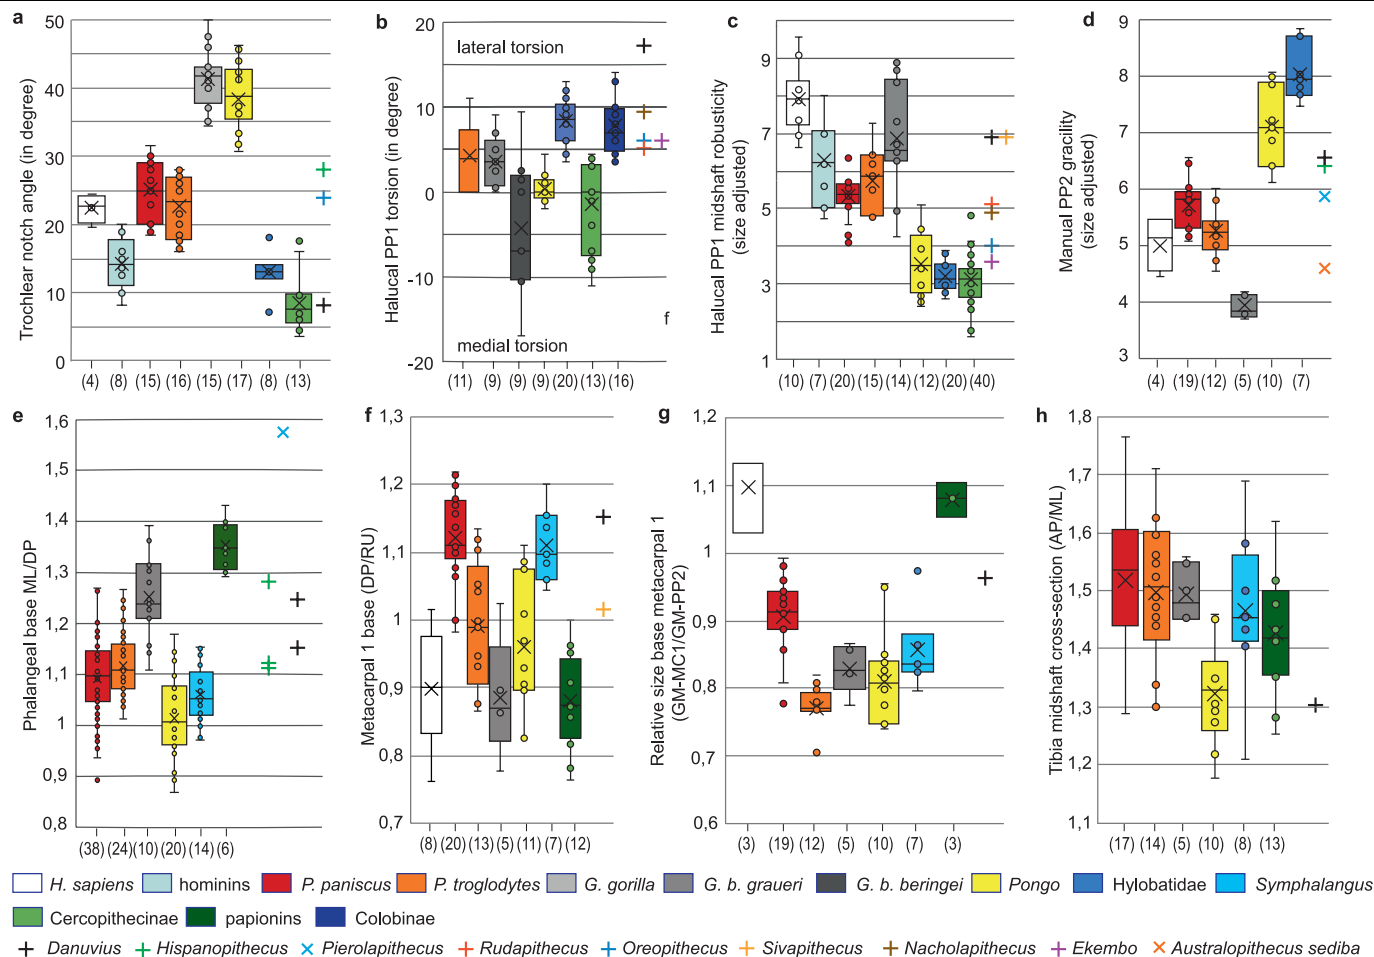 a
Trochlear notch angle (in degree)
50
40
30
20
10
0
(4) (8) (15) (16) (15) (17) (8) (13)
b
Halucal PP1 torsion (in degree)
20
10
0
-10
-20
lateral torsion
medial torsion
f
(11) (9) (9) (9) (20) (13) (16)
c
Halucal PP1 midshaft robusticity
(size adjusted)
9
7
5
3
1
(10) (7) (20) (15) (14) (12) (20) (40)
d
Manual PP2 gracility
(size adjusted)
9
8
7
6
5
4
3
(4) (19) (12) (5) (10) (7)
e
Phalangeal base ML/DP
1,6
1,5
1,4
1,3
1,2
1,1
1
0,9
0,8
(38) (24) (10) (20) (14) (6)
f
Metacarpal 1 base (DP/RU)
1,3
1,2
1,1
1
0,9
0,8
0,7
(8) (20) (13) (5) (11) (7) (12)
g
Relative size base metacarpal 1
(GM-MC1/GM-PP2)
1,2
1,1
1
0,9
0,8
0,7
0,6
(3) (19) (12) (5) (10) (7) (3)
h
Tibia midshaft cross-section (AP/ML)
1,8
1,7
1,6
1,5
1,4
1,3
1,2
1,1
(17) (14) (5) (10) (8) (13)
H. sapiens hominins P. paniscus P. troglodytes G. gorilla G. b. graueri G. b. beringei Pongo Hylobatidae Symphalangus
Cercopithecinae papionins Colobinae
Danuvius Hispanopithecus Pierolapithecus Rudapithecus Oreopithecus Sivapithecus Nacholapithecus Ekembo Australopithecus sediba